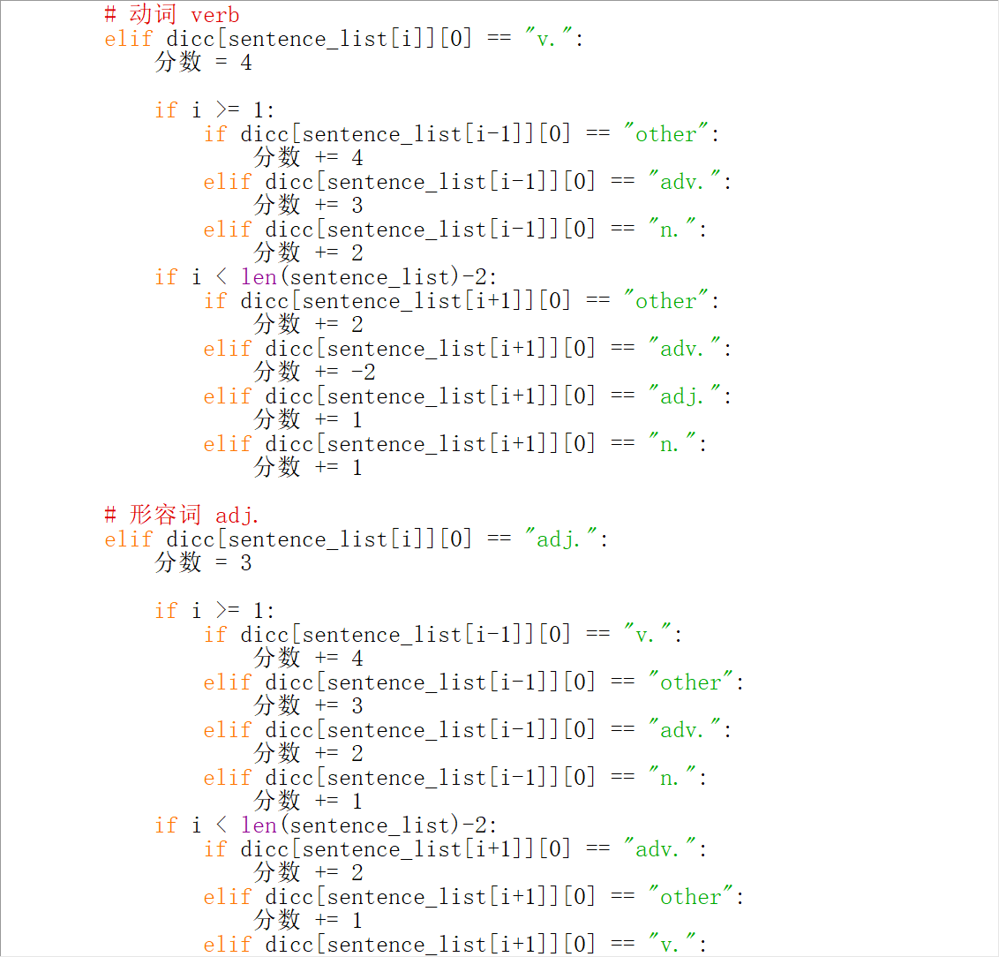 # 动词 verb
elif dicc[sentence_list[i]][0] == "v.":
    分数 = 4

    if i >= 1:
        if dicc[sentence_list[i-1]][0] == "other":
            分数 += 4
        elif dicc[sentence_list[i-1]][0] == "adv.":
            分数 += 3
        elif dicc[sentence_list[i-1]][0] == "n.":
            分数 += 2
    if i < len(sentence_list)-2:
        if dicc[sentence_list[i+1]][0] == "other":
            分数 += 2
        elif dicc[sentence_list[i+1]][0] == "adv.":
            分数 += -2
        elif dicc[sentence_list[i+1]][0] == "adj.":
            分数 += 1
        elif dicc[sentence_list[i+1]][0] == "n.":
            分数 += 1

# 形容词 adj.
elif dicc[sentence_list[i]][0] == "adj.":
    分数 = 3

    if i >= 1:
        if dicc[sentence_list[i-1]][0] == "v.":
            分数 += 4
        elif dicc[sentence_list[i-1]][0] == "other":
            分数 += 3
        elif dicc[sentence_list[i-1]][0] == "adv.":
            分数 += 2
        elif dicc[sentence_list[i-1]][0] == "n.":
            分数 += 1
    if i < len(sentence_list)-2:
        if dicc[sentence_list[i+1]][0] == "adv.":
            分数 += 2
        elif dicc[sentence_list[i+1]][0] == "other":
            分数 += 1
        elif dicc[sentence_list[i+1]][0] == "v.":